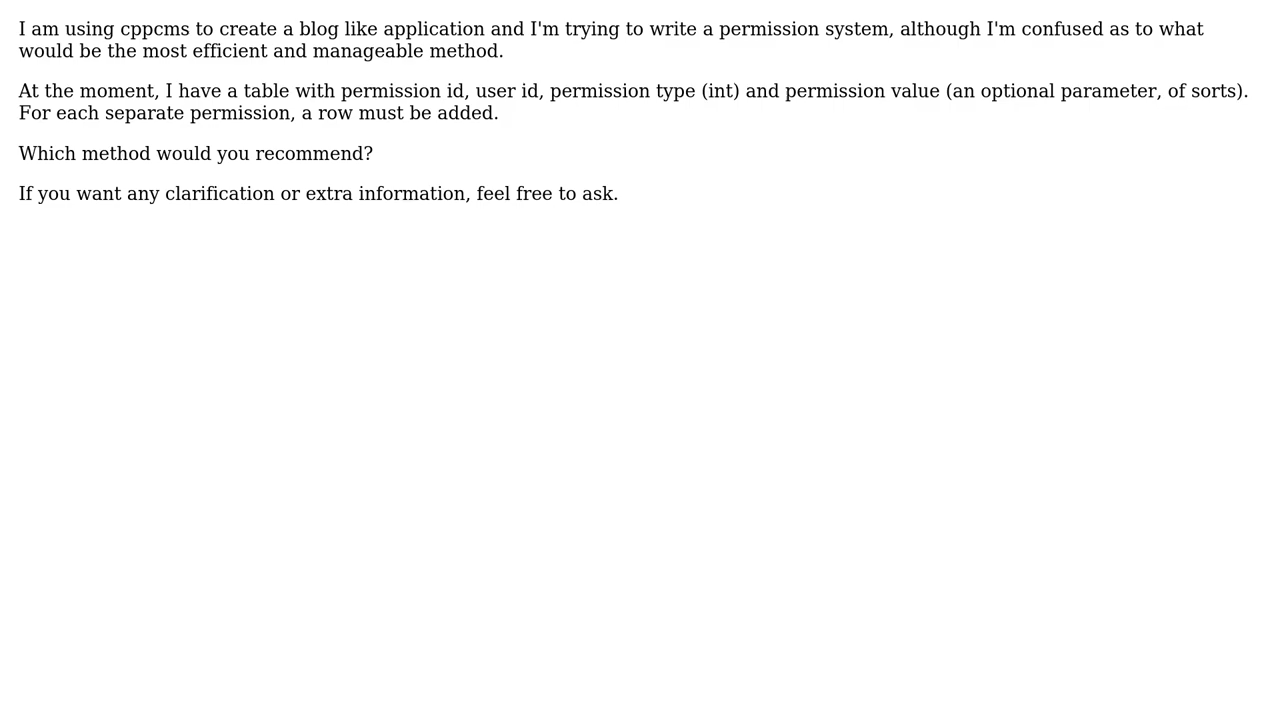 I am using cppcms to create a blog like application and I'm trying to write a permission system, although I'm confused as to what
would be the most efficient and manageable method.
At the moment, I have a table with permission id, user id, permission type (int) and permission value (an optional parameter, of sorts).
For each separate permission, a row must be added.
Which method would you recommend?
If you want any clarification or extra information, feel free to ask.